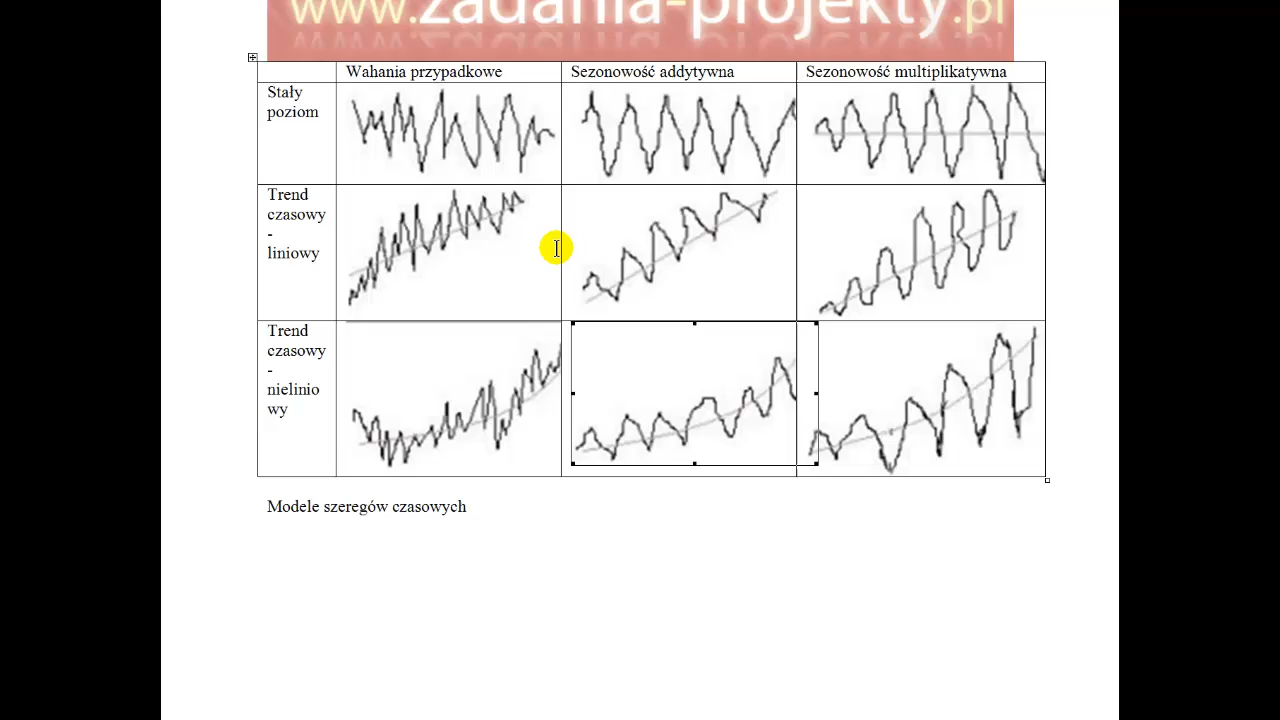 www.zadania-projekty.pl
Wahania przypadkowe
Sezonowość addytywna
Sezonowość multiplikatywna
Stały
poziom
Trend
czasowy
-
liniowy
Trend
czasowy
-
nielinio
wy
Modele szeregów czasowych